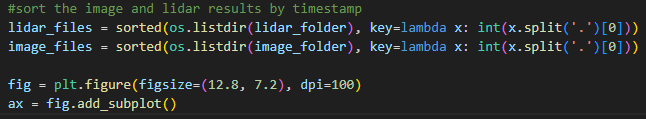 #sort the image and lidar results by timestamp
lidar_files = sorted(os.listdir(lidar_folder), key=lambda x: int(x.split('.')[0]))
image_files = sorted(os.listdir(image_folder), key=lambda x: int(x.split('.')[0]))
fig = plt.figure(figsize=(12.8, 7.2), dpi=100)
ax = fig.add_subplot()